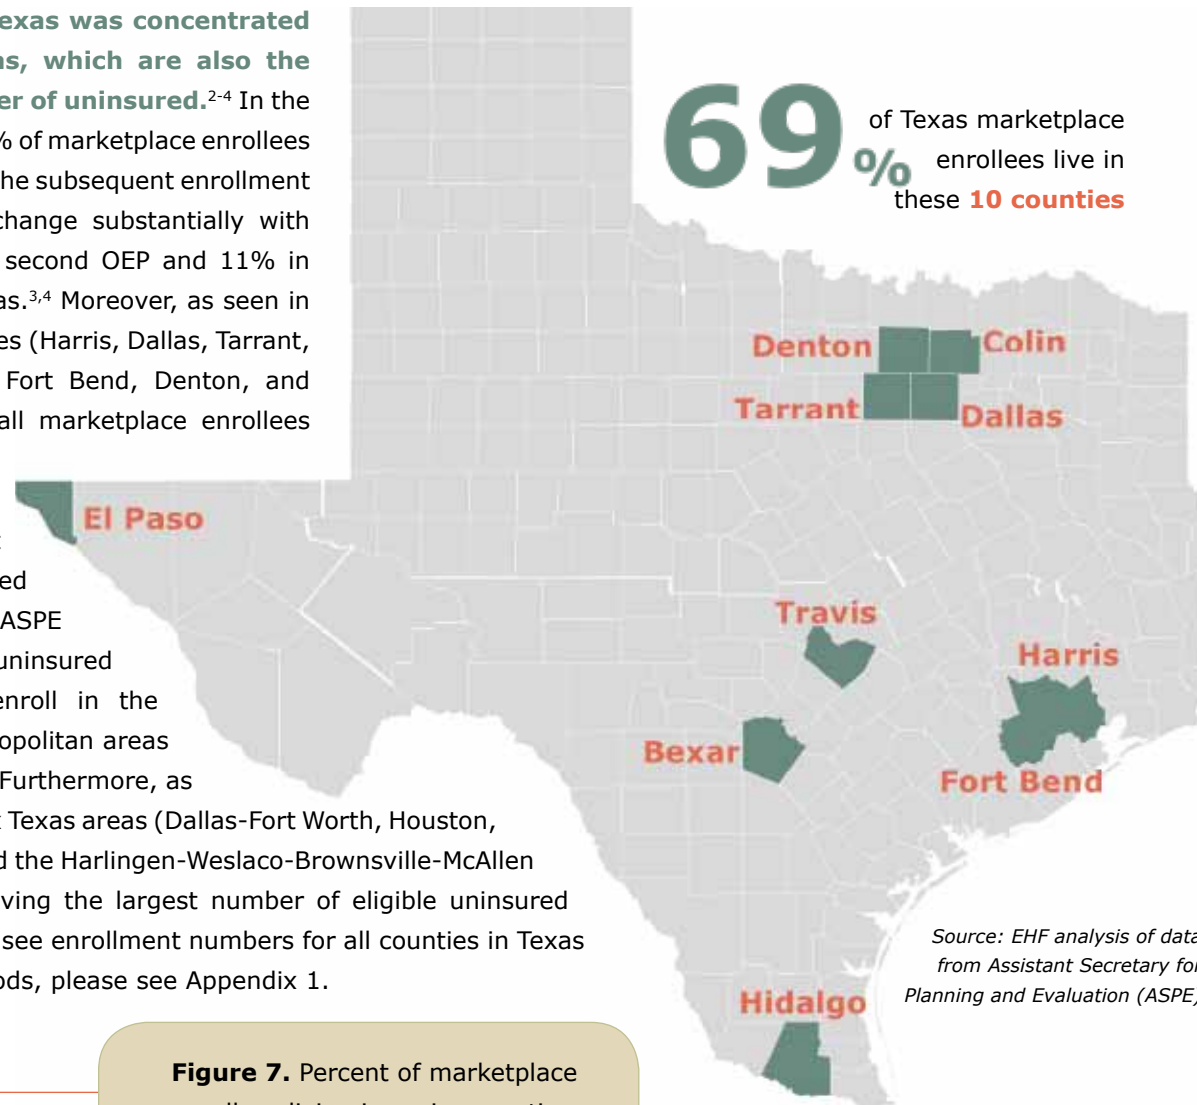 exas was concentrated
s, which are also the
er of uninsured.2-4 In the
% of marketplace enrollees
he subsequent enrollment
change substantially with
second OEP and 11% in
as.3,4 Moreover, as seen in
es (Harris, Dallas, Tarrant,
Fort Bend, Denton, and
all marketplace enrollees
ed
ASPE
uninsured
enroll in the
opolitan areas
Furthermore, as
Texas areas (Dallas-Fort Worth, Houston,
d the Harlingen-Weslaco-Brownsville-McAllen
ving the largest number of eligible uninsured
see enrollment numbers for all counties in Texas
ods, please see Appendix 1.
69%
of Texas marketplace
enrollees live in
these 10 counties
Denton
Colin
Tarrant
Dallas
El Paso
Travis
Harris
Bexar
Fort Bend
Hidalgo
Source: EHF analysis of data
from Assistant Secretary for
Planning and Evaluation (ASPE)
Figure 7. Percent of marketplace